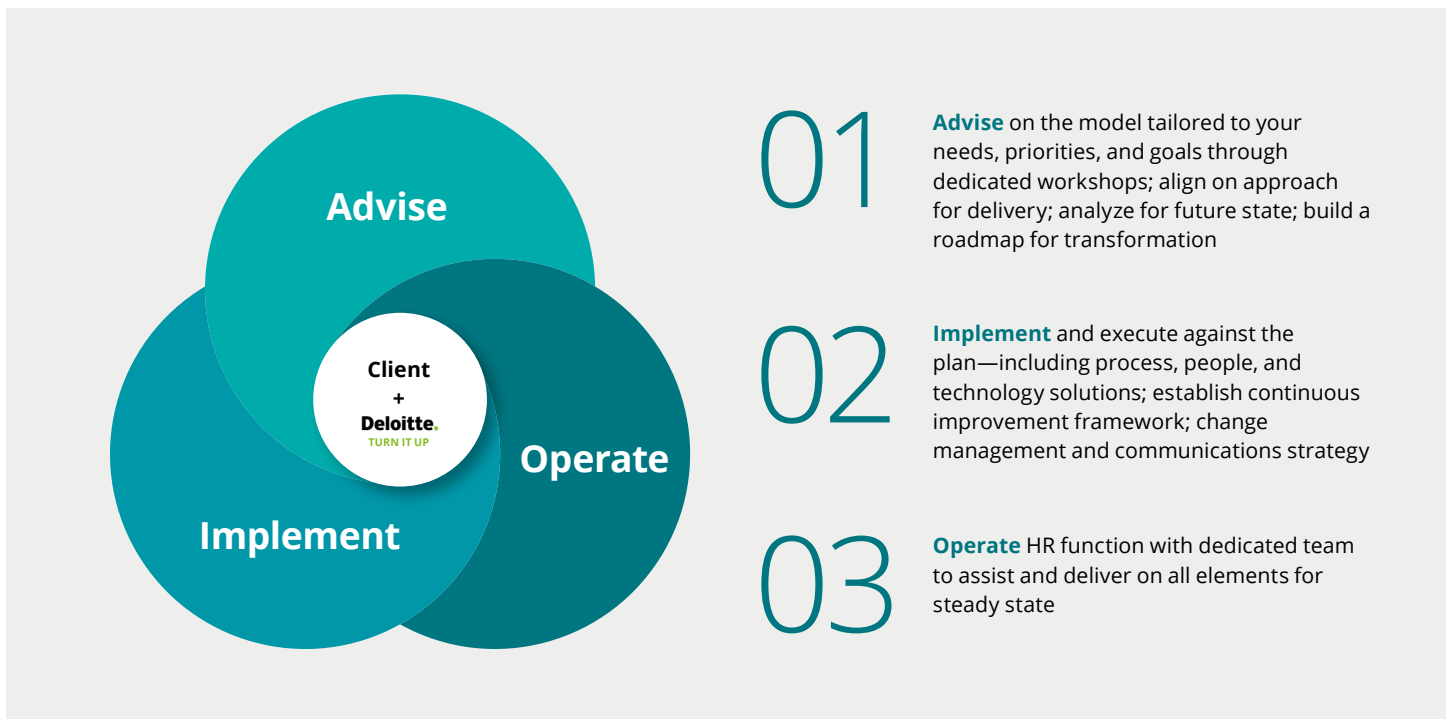 Advise
Client
+
Deloitte.
TURN IT UP
Operate
Implement
01
Advise on the model tailored to your
needs, priorities, and goals through
dedicated workshops; align on approach
for delivery; analyze for future state; build a
roadmap for transformation
02
Implement and execute against the
plan—including process, people, and
technology solutions; establish continuous
improvement framework; change
management and communications strategy
03
Operate HR function with dedicated team
to assist and deliver on all elements for
steady state